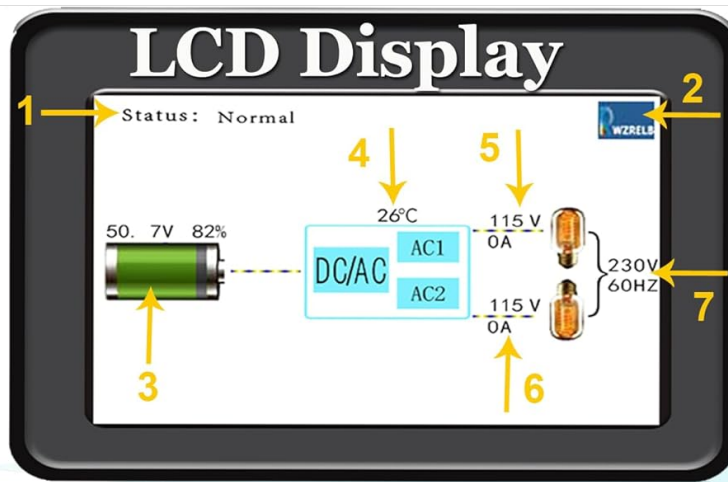 LCD Display
1
Status: Normal
2
WZRELB
4
5
26°C
115 V
0A
50. 7V 82%
DC/AC
AC1
AC2
230V
60HZ
7
115 V
0A
3
6